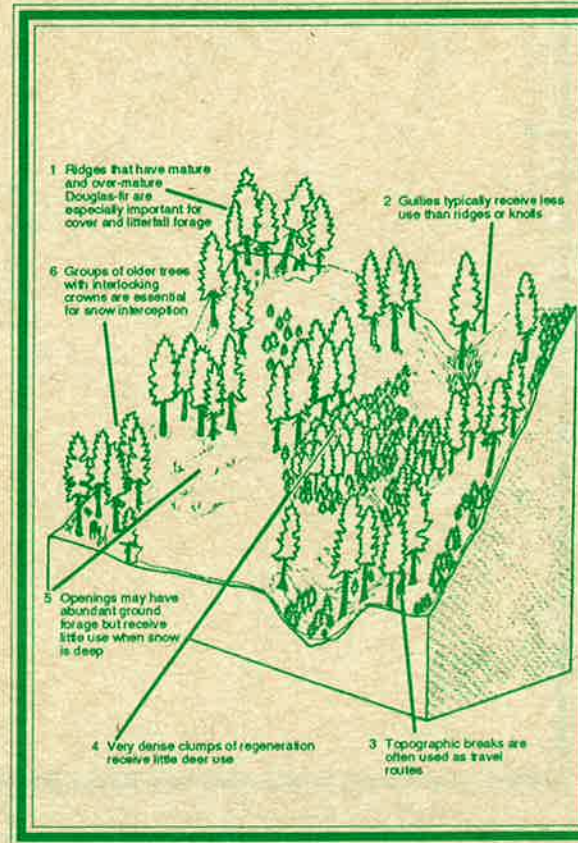 1 Ridges that have mature
and over-mature
Douglas-fir are
especially important for
cover and litterfall forage
2 Gullies typically receive less
use than ridges or knolls
6 Groups of older trees
with interlocking
crowns are essential
for snow interception
5 Openings may have
abundant ground
forage but receive
little use when snow
is deep
4 Very dense clumps of regeneration
receive little deer use
3 Topographic breaks are
often used as travel
routes